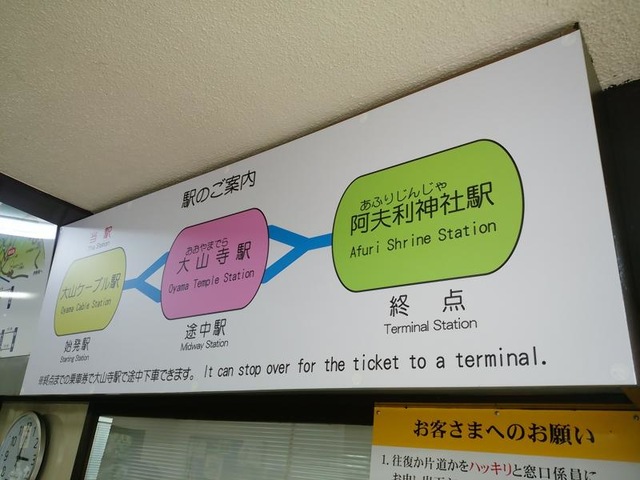 駅のご案内
当 駅
This Station
大山ケーブル駅
Oyama Cable Station
始発駅
Starting Station
おおやまでら
大山寺駅
Oyama Temple Station
途中駅
Midway Station
あふりじんじゃ
阿夫利神社駅
Afuri Shrine Station
終 点
Terminal Station
※終点までの乗車券で大山寺駅で途中下車できます。 It can stop over for the ticket to a terminal.
お客さまへのお願い
1. 往復か片道かをハッキリと窓口係員に